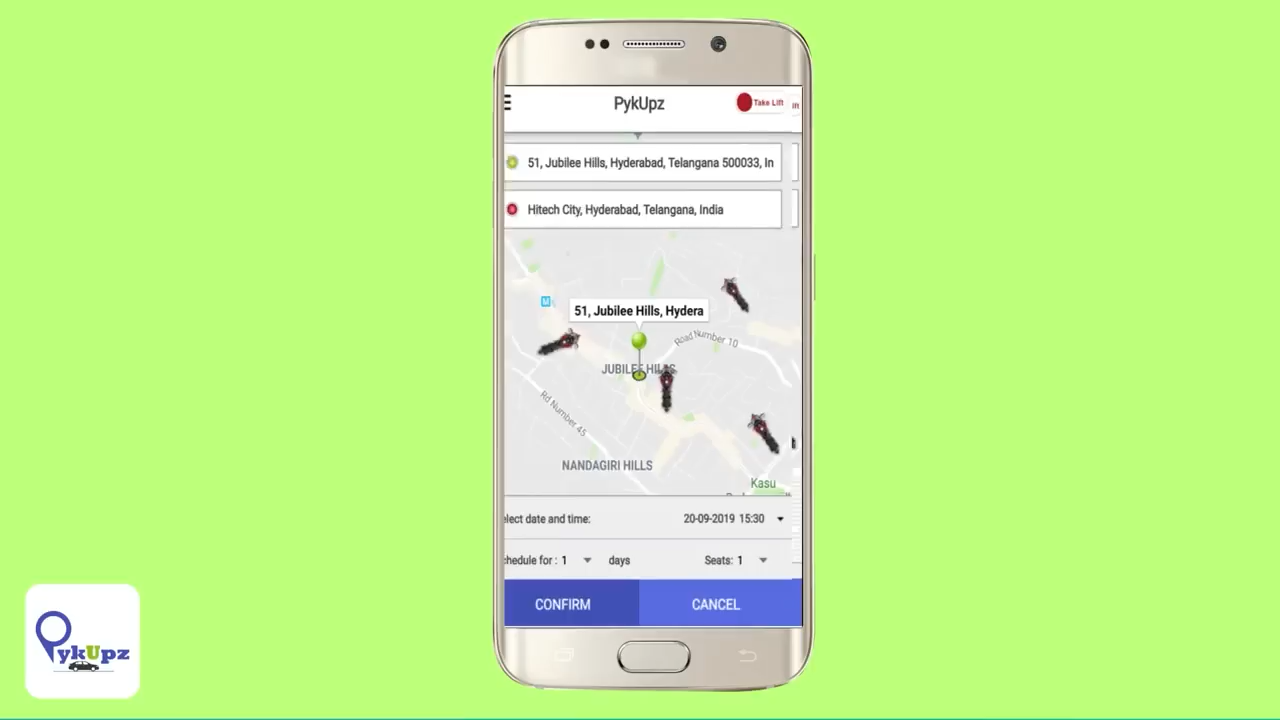 PykUpz
Take Lift
51, Jubilee Hills, Hyderabad, Telangana 500033, In
Hitech City, Hyderabad, Telangana, India
M
51, Jubilee Hills, Hydera
Road Number 10
JUBILEE HILLS
Rd Number 45
NANDAGIRI HILLS
Kasu
elect date and time:
20-09-2019 15:30
chedule for : 1
days
Seats: 1
CONFIRM
CANCEL
PykUpz